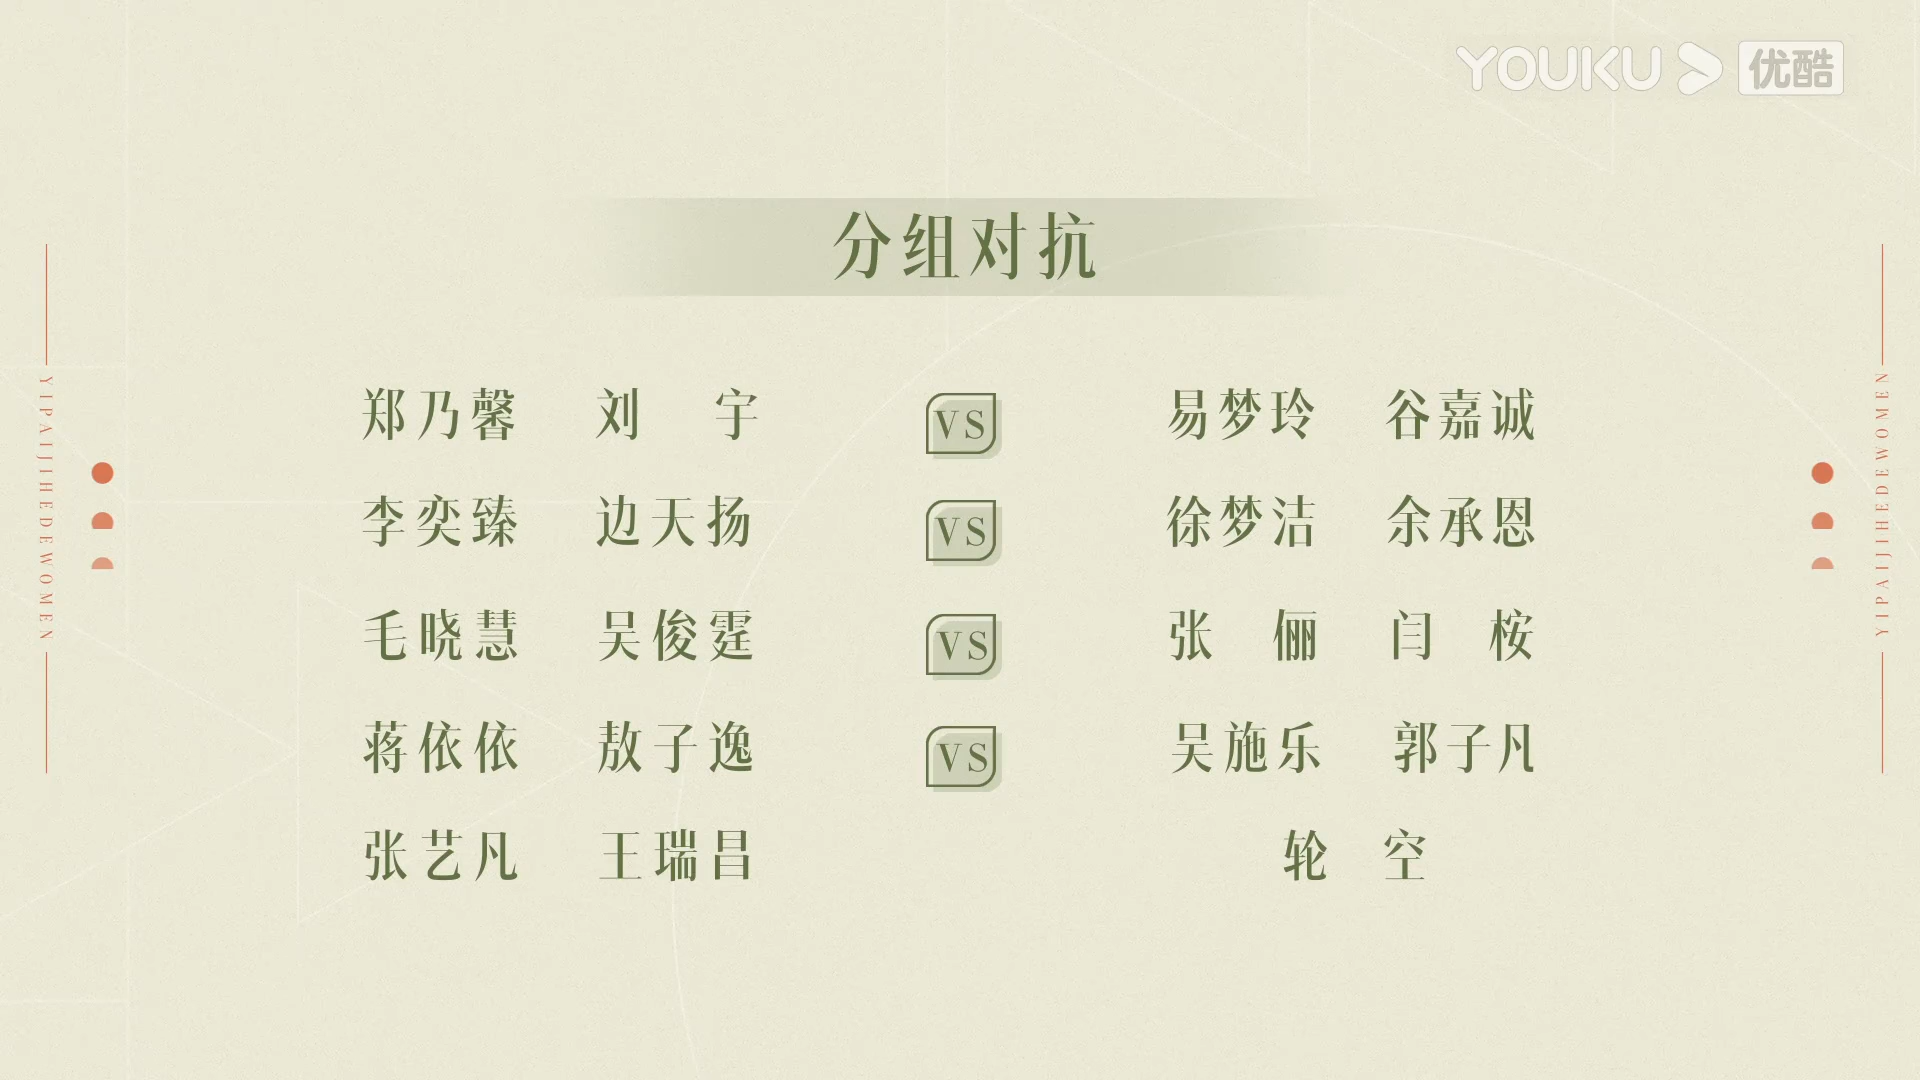 YOUKU 优酷
分组对抗
郑乃馨 刘宇 VS 易梦玲 谷嘉诚
李奕臻 边天扬 VS 徐梦洁 余承恩
毛晓慧 吴俊霆 VS 张俪 闫桉
蒋依依 敖子逸 VS 吴施乐 郭子凡
张艺凡 王瑞昌 轮空
YIPAIJIHEDEWOMEN
YIPAIJIHEDEWOMEN